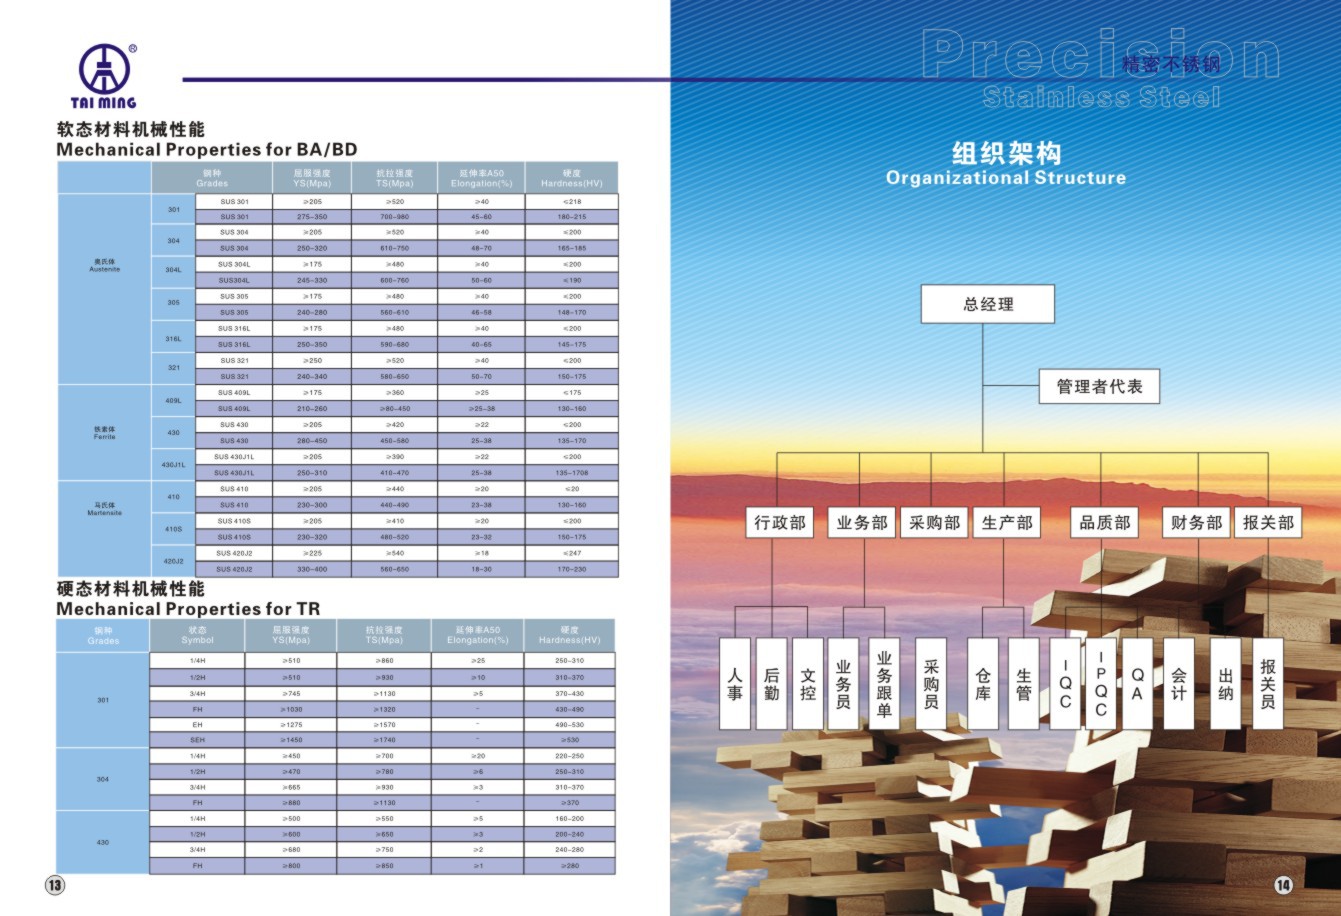 ®
TAI MING
软态材料机械性能
Mechanical Properties for BA/BD
钢种 屈服强度 抗拉强度 延伸率A50 硬度
Grades YS(Mpa) TS(Mpa) Elongation(%) Hardness(HV)
奥氏体
Austenite
301
SUS 301 ≥205 ≥520 ≥40 ≤218
SUS 301 275-350 700-980 45-60 180-215
304
SUS 304 ≥205 ≥520 ≥40 ≤200
SUS 304 250-320 610-750 48-70 165-185
304L
SUS 304L ≥175 ≥480 ≥40 ≤200
SUS304L 245-330 600-760 50-60 ≤190
305
SUS 305 ≥175 ≥480 ≥40 ≤200
SUS 305 240-280 560-610 46-58 148-170
316L
SUS 316L ≥175 ≥480 ≥40 ≤200
SUS 316L 250-350 590-680 40-65 145-175
321
SUS 321 ≥250 ≥520 ≥40 ≤200
SUS 321 240-340 580-650 50-70 150-175
铁素体
Ferrite
409L
SUS 409L ≥175 ≥360 ≥25 ≤175
SUS 409L 210-260 ≥80-450 ≥25-38 130-160
430
SUS 430 ≥205 ≥420 ≥22 ≤200
SUS 430 280-450 450-580 25-38 135-170
430J1L
SUS 430J1L ≥205 ≥390 ≥22 ≤200
SUS 430J1L 250-310 410-470 25-38 135-1708
马氏体
Martensite
410
SUS 410 ≥205 ≥440 ≥20 ≤20
SUS 410 230-300 440-490 23-38 130-160
410S
SUS 410S ≥205 ≥410 ≥20 ≤200
SUS 410S 230-320 480-520 23-32 150-175
420J2
SUS 420J2 ≥225 ≥540 ≥18 ≤247
SUS 420J2 330-400 560-650 18-30 170-230
硬态材料机械性能
Mechanical Properties for TR
钢种 状态 屈服强度 抗拉强度 延伸率A50 硬度
Grades Symbol YS(Mpa) TS(Mpa) Elongation(%) Hardness(HV)
301
1/4H ≥510 ≥860 ≥25 250-310
1/2H ≥510 ≥930 ≥10 310-370
3/4H ≥745 ≥1130 ≥5 370-430
FH ≥1030 ≥1320 - 430-490
EH ≥1275 ≥1570 - 490-530
SEH ≥1450 ≥1740 - ≥530
304
1/4H ≥450 ≥700 ≥20 220-250
1/2H ≥470 ≥780 ≥6 250-310
3/4H ≥665 ≥930 ≥3 310-370
FH ≥880 ≥1130 - ≥370
430
1/4H ≥500 ≥550 ≥5 160-200
1/2H ≥600 ≥650 ≥3 200-240
3/4H ≥680 ≥750 ≥2 240-280
FH ≥800 ≥850 ≥1 ≥280
13
Precision
精密不锈钢
Stainless Steel
组织架构
Organizational Structure
总经理
管理者代表
行政部 业务部 采购部 生产部 品质部 财务部 报关部
人事
后勤
文控
业务员
业务跟单
采购员
仓库
生管
IQC
IPQC
QA
会计
出纳
报关员
14